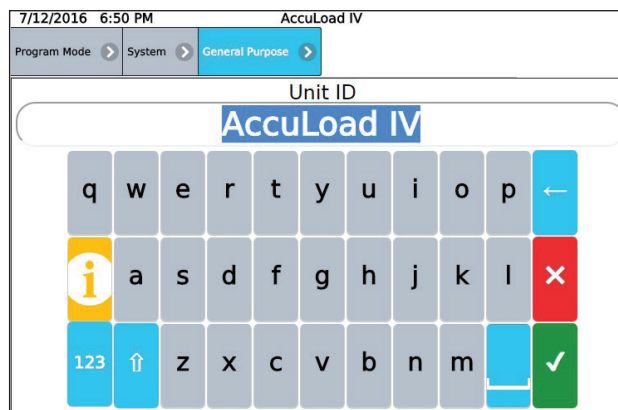 7/12/2016 6:50 PM AccuLoad IV
Program Mode System General Purpose
Unit ID
AccuLoad IV
q w e r t y u i o p ←
i a s d f g h j k l ✕
123 ⇧ z x c v b n m ✓